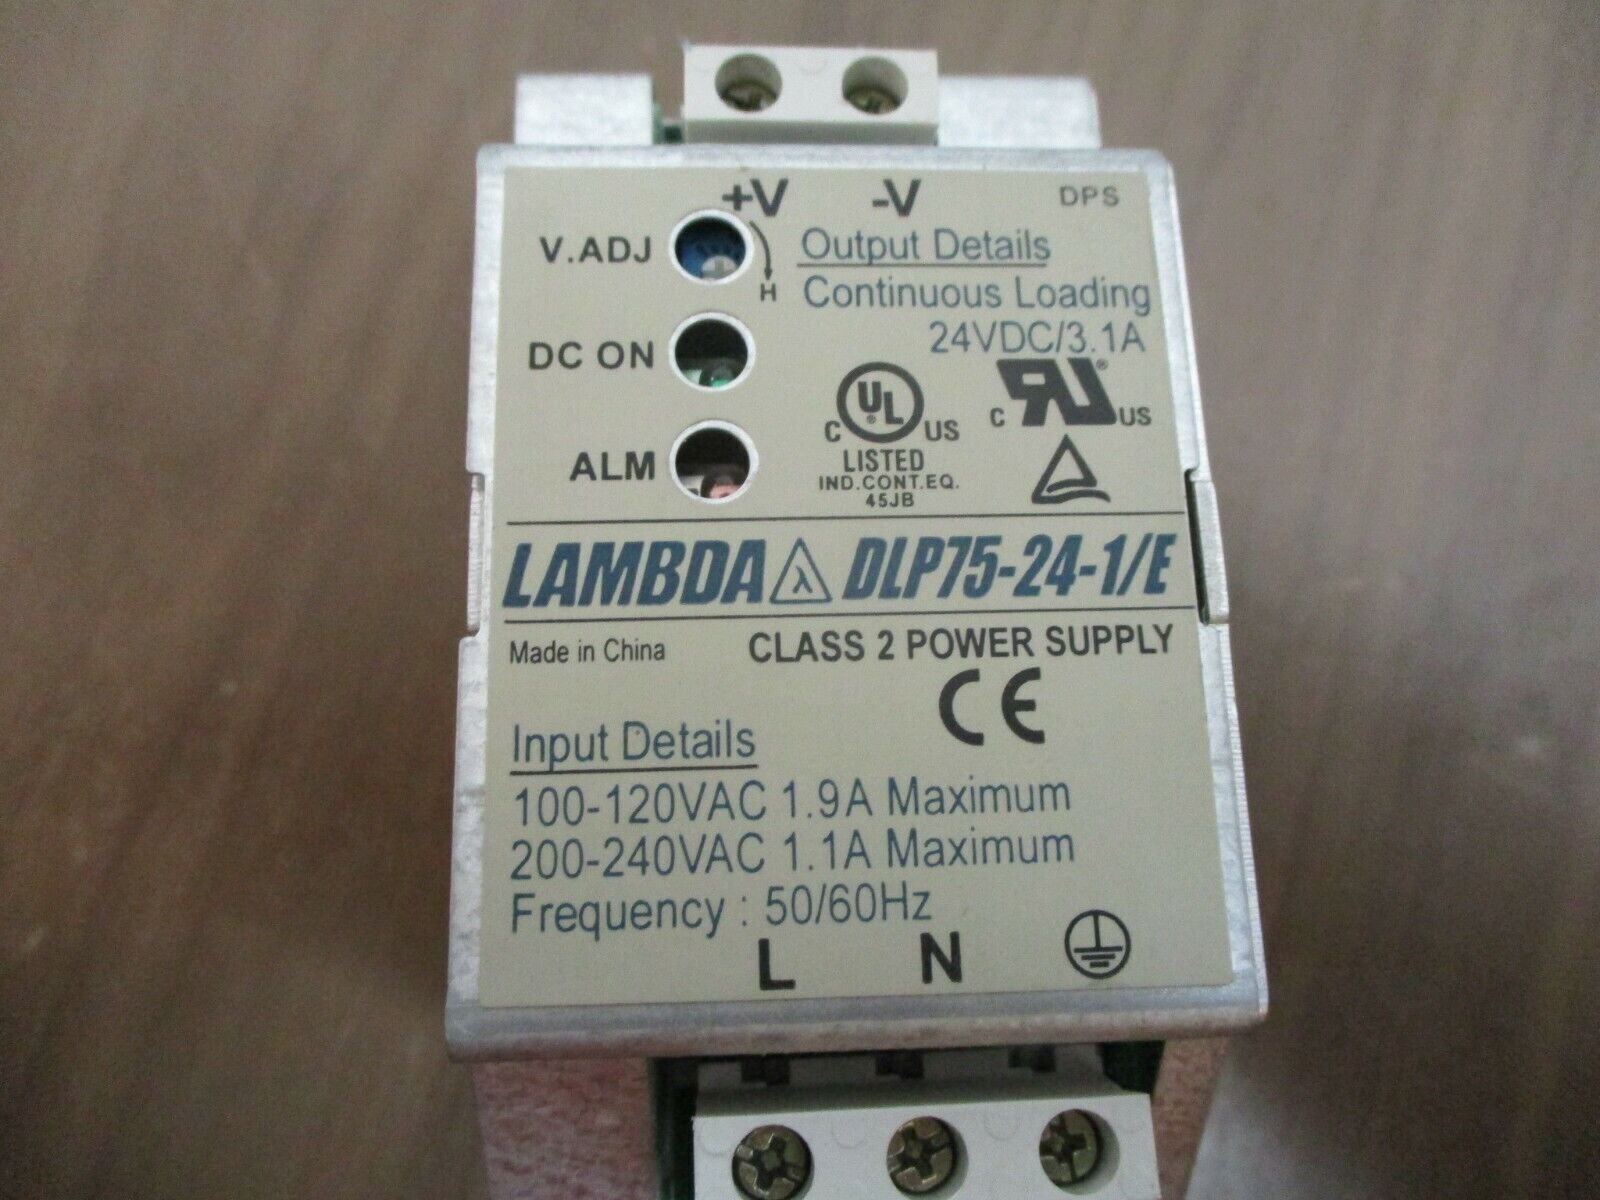 +V -V DPS
V.ADJ H Output Details
Continuous Loading
24VDC/3.1A
DC ON
C UL ® US
LISTED
IND.CONT.EQ.
45JB
C RU ® US
ALM
LAMBDA λ DLP75-24-1/E
Made in China CLASS 2 POWER SUPPLY
CE
Input Details
100-120VAC 1.9A Maximum
200-240VAC 1.1A Maximum
Frequency : 50/60Hz
L N